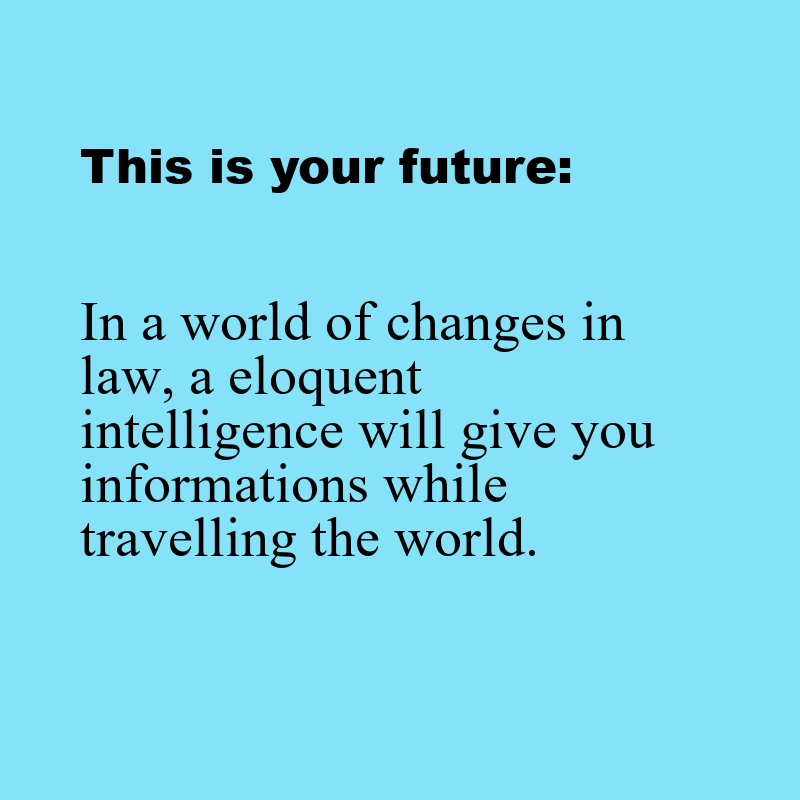 This is your future:
In a world of changes in
law, a eloquent
intelligence will give you
informations while
travelling the world.